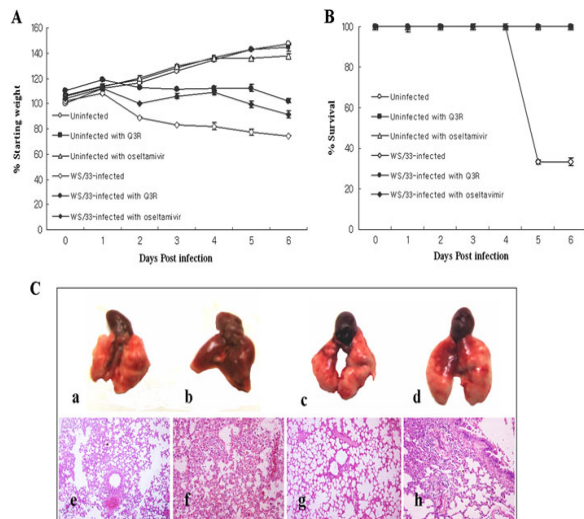 A
% Starting weight
160
140
120
100
80
60
40
20
0
Uninfected
Uninfected with Q3R
Uninfected with oseltamivir
WS/33-infected
WS/33-infected with Q3R
WS/33-infected with oseltamivir
0 1 2 3 4 5 6
Days Post infection
B
% Survival
100
80
60
40
20
0
Uninfected
Uninfected with Q3R
Uninfected with oseltamivir
WS/33-infected
WS/33-infected with Q3R
WS/33-infected with oseltavimir
0 1 2 3 4 5 6
Days Post infection
C
a b c d
e f g h